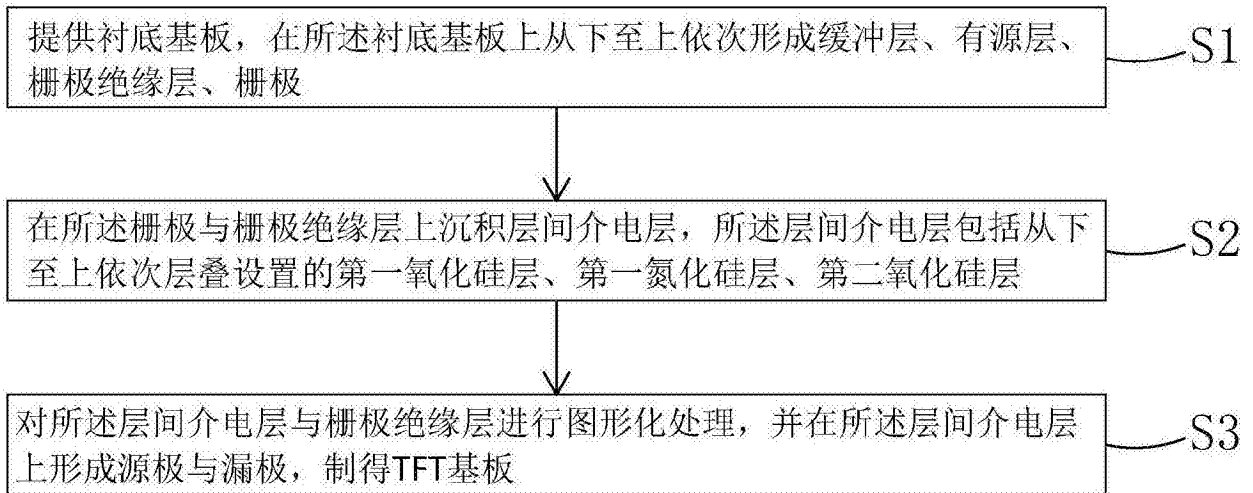 提供衬底基板，在所述衬底基板上从下至上依次形成缓冲层、有源层、
栅极绝缘层、栅极
S1
在所述栅极与栅极绝缘层上沉积层间介电层，所述层间介电层包括从下
至上依次层叠设置的第一氧化硅层、第一氮化硅层、第二氧化硅层
S2
对所述层间介电层与栅极绝缘层进行图形化处理，并在所述层间介电层
上形成源极与漏极，制得TFT基板
S3